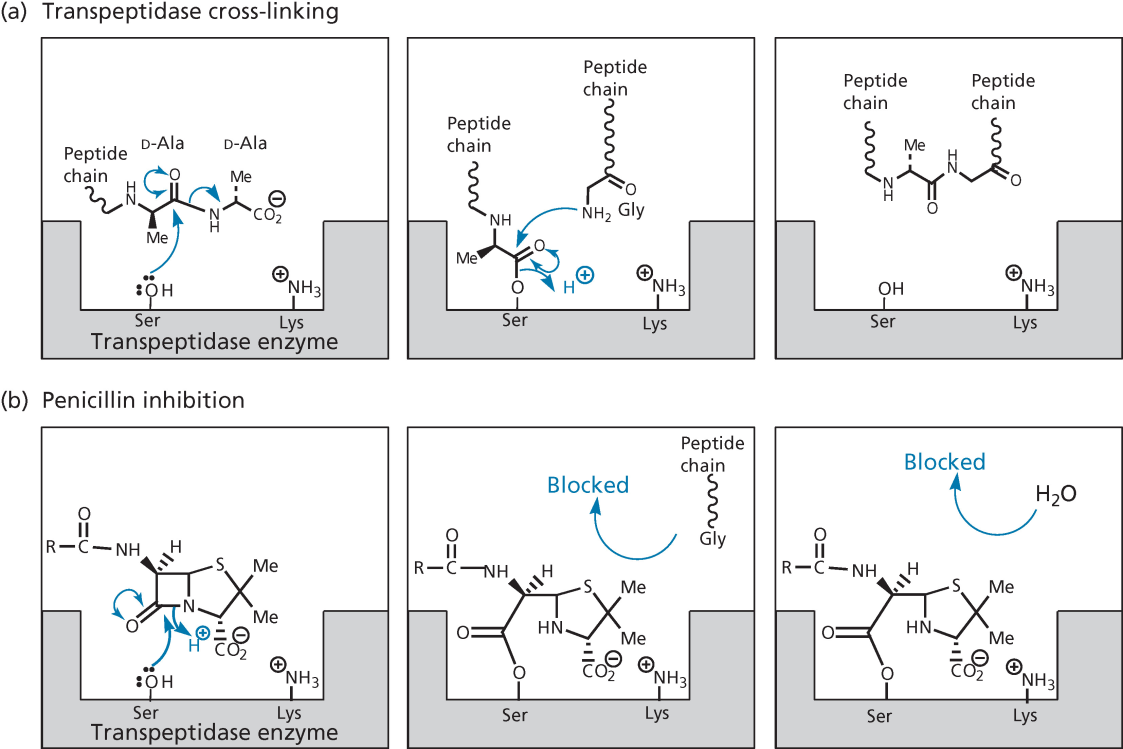 (a) Transpeptidase cross-linking
D-Ala D-Ala
Peptide
chain
O
Me
H
N
N
H
CO2 ⊖
Me
OH
⊕
NH3
Ser Lys
Transpeptidase enzyme
Peptide
chain
Peptide
chain
O
NH2 Gly
NH
Me
O
H ⊕
O
⊕
NH3
Ser Lys
Peptide
chain
Peptide
chain
Me
H
N
O
N
H
O
OH
⊕
NH3
Ser Lys
(b) Penicillin inhibition
O
R C NH H
S Me
N Me
O
H ⊕
CO2 ⊖
OH
⊕
NH3
Ser Lys
Transpeptidase enzyme
Peptide
chain
Blocked
Gly
O
R C NH H
S Me
O HN Me
CO2 ⊖
O
⊕
NH3
Ser Lys
Blocked
H2O
O
R C NH H
S Me
O HN Me
CO2 ⊖
O
⊕
NH3
Ser Lys